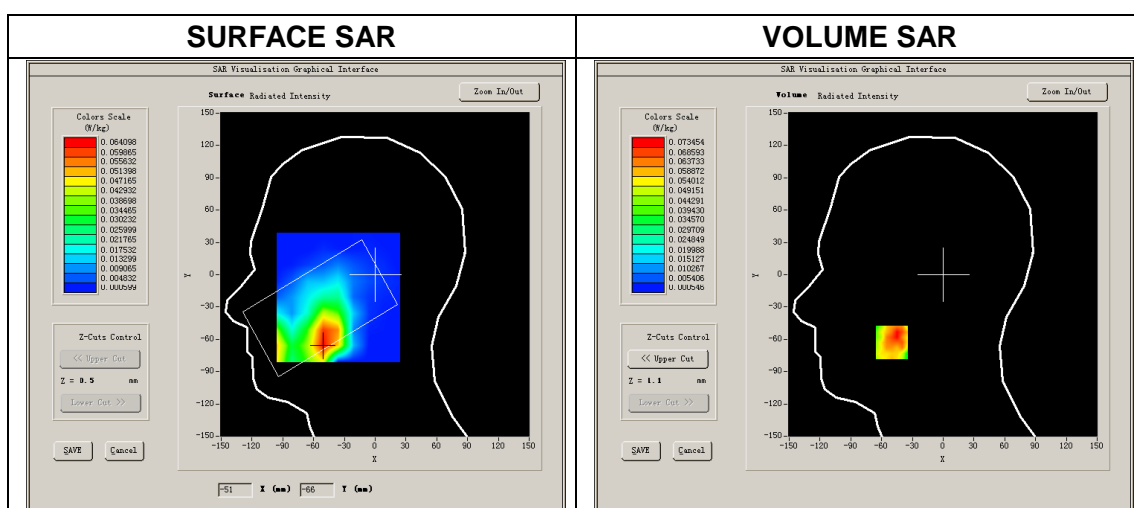 SURFACE SAR
SAR Visualisation Graphical Interface
Surface Radiated Intensity
Zoom In/Out
Colors Scale
(W/kg)
0.064098
0.059865
0.055632
0.051398
0.047165
0.042932
0.038698
0.034465
0.030232
0.025999
0.021765
0.017532
0.013299
0.009065
0.004832
0.000599
Z-Cuts Control
<< Upper Cut
Z = 0.5 mm
Lower Cut >>
SAVE Cancel
150
120
90
60
30
0
-30
-60
-90
-120
-150
Y
-150 -120 -90 -60 -30 0 30 60 90 120 150
X
-51 X (mm) -66 Y (mm)
VOLUME SAR
SAR Visualisation Graphical Interface
Volume Radiated Intensity
Zoom In/Out
Colors Scale
(W/kg)
0.073454
0.068593
0.063733
0.058872
0.054012
0.049151
0.044291
0.039430
0.034570
0.029709
0.024849
0.019988
0.015127
0.010267
0.005406
0.000546
Z-Cuts Control
<< Upper Cut
Z = 1.1 mm
Lower Cut >>
SAVE Cancel
150
120
90
60
30
0
-30
-60
-90
-120
-150
Y
-150 -120 -90 -60 -30 0 30 60 90 120 150
X